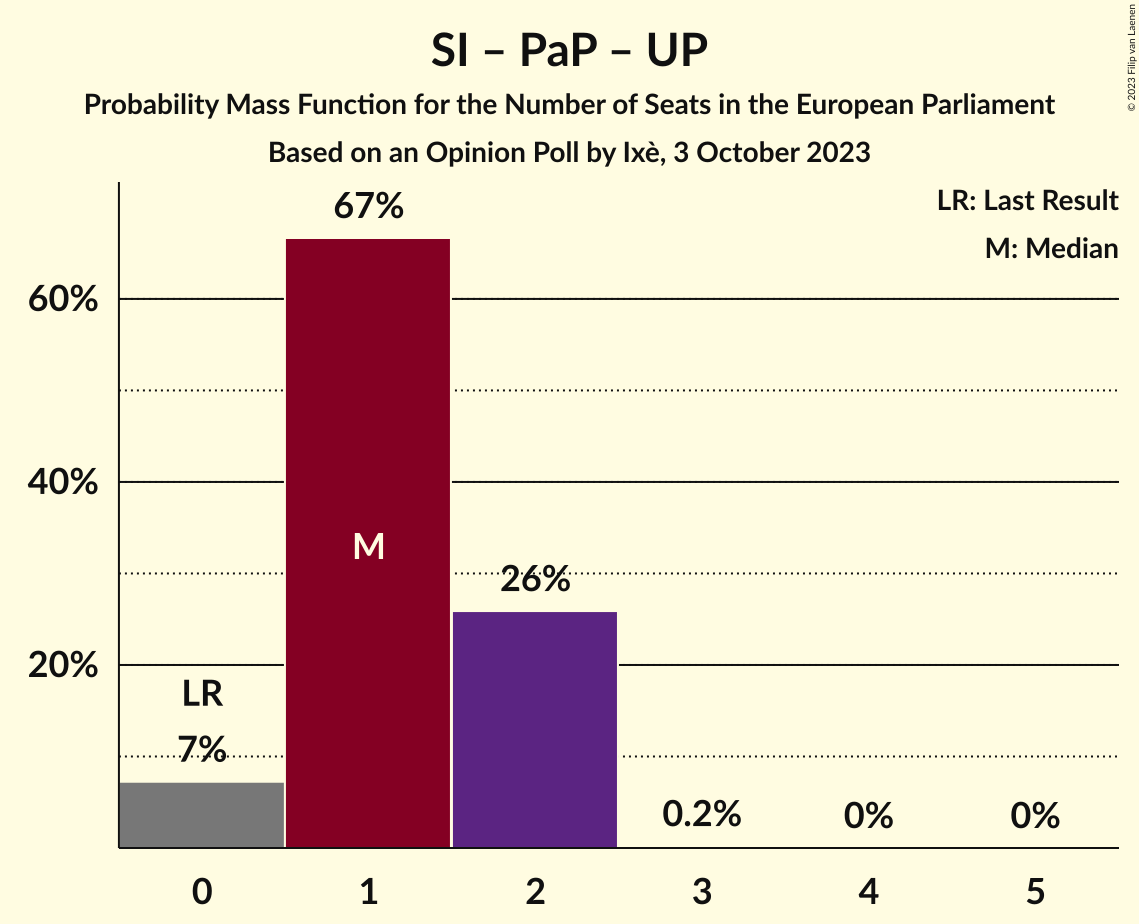 SI – PaP – UP
Probability Mass Function for the Number of Seats in the European Parliament
Based on an Opinion Poll by Ixè, 3 October 2023
© 2023 Filip van Laenen
LR: Last Result
M: Median
67%
60%
40%
M
26%
20%
LR
7%
0.2%
0%
0%
0 1 2 3 4 5